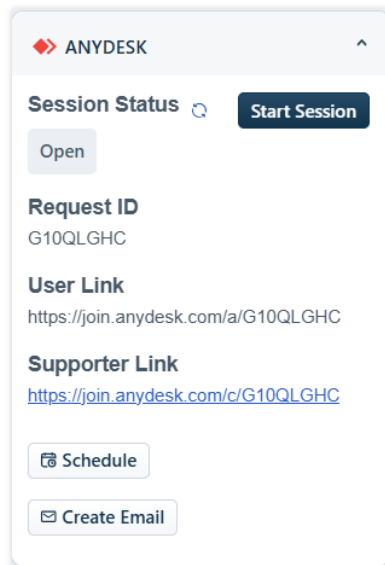 ANYDESK
Session Status
Start Session
Open
Request ID
G10QLGHC
User Link
https://join.anydesk.com/a/G10QLGHC
Supporter Link
https://join.anydesk.com/c/G10QLGHC
Schedule
Create Email